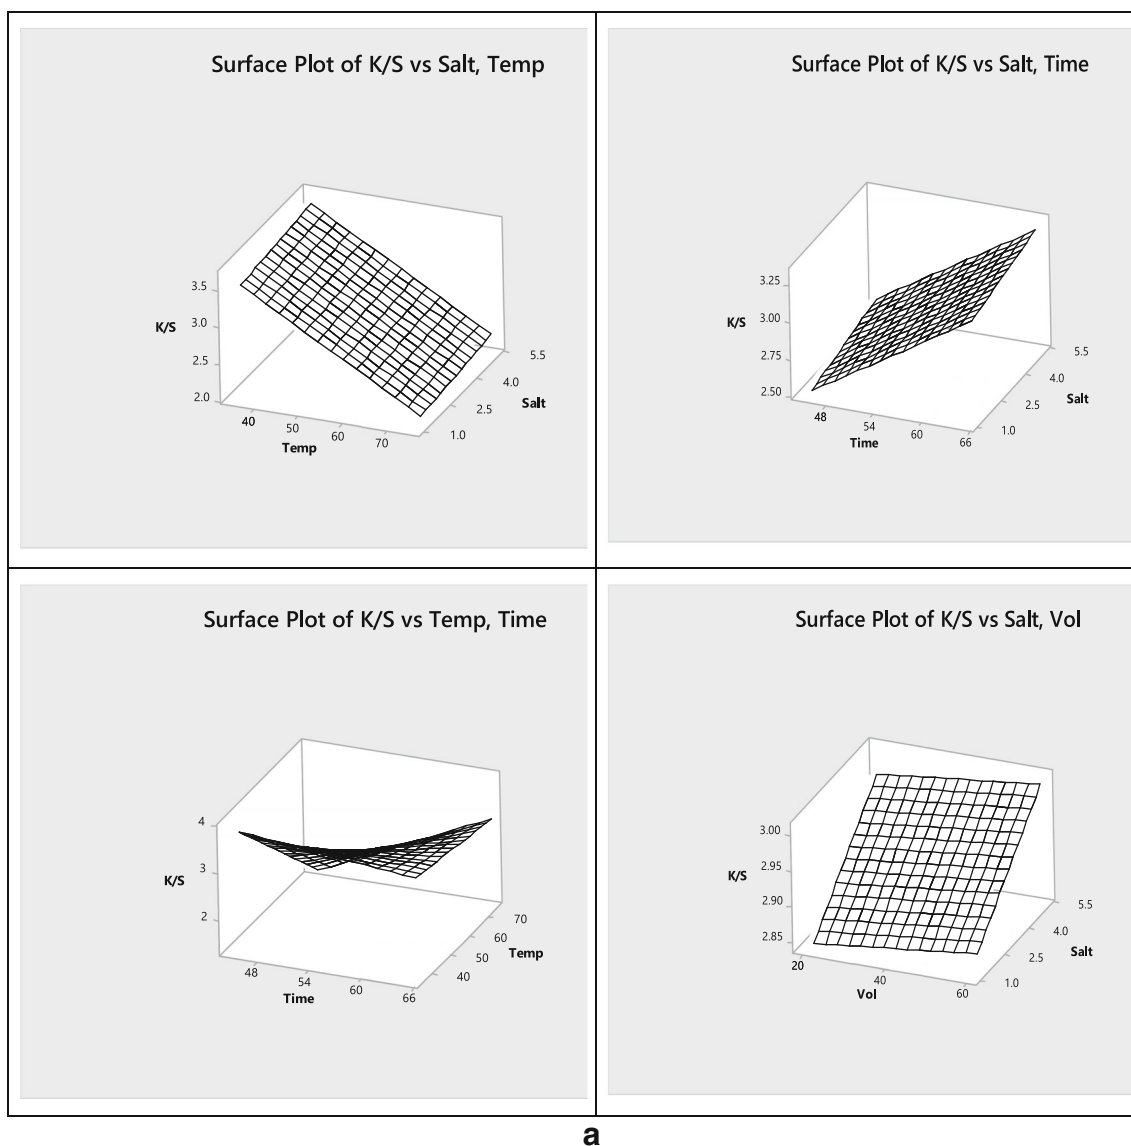 Surface Plot of K/S vs Salt, Temp
3.5
3.0
K/S
2.5
2.0
40
50
60
70
Temp
1.0
2.5
4.0
5.5
Salt
Surface Plot of K/S vs Salt, Time
3.25
3.00
K/S
2.75
2.50
48
54
60
66
Time
1.0
2.5
4.0
5.5
Salt
Surface Plot of K/S vs Temp, Time
4
3
K/S
2
48
54
60
66
Time
40
50
60
70
Temp
Surface Plot of K/S vs Salt, Vol
3.00
2.95
K/S
2.90
2.85
20
40
60
Vol
1.0
2.5
4.0
5.5
Salt
a